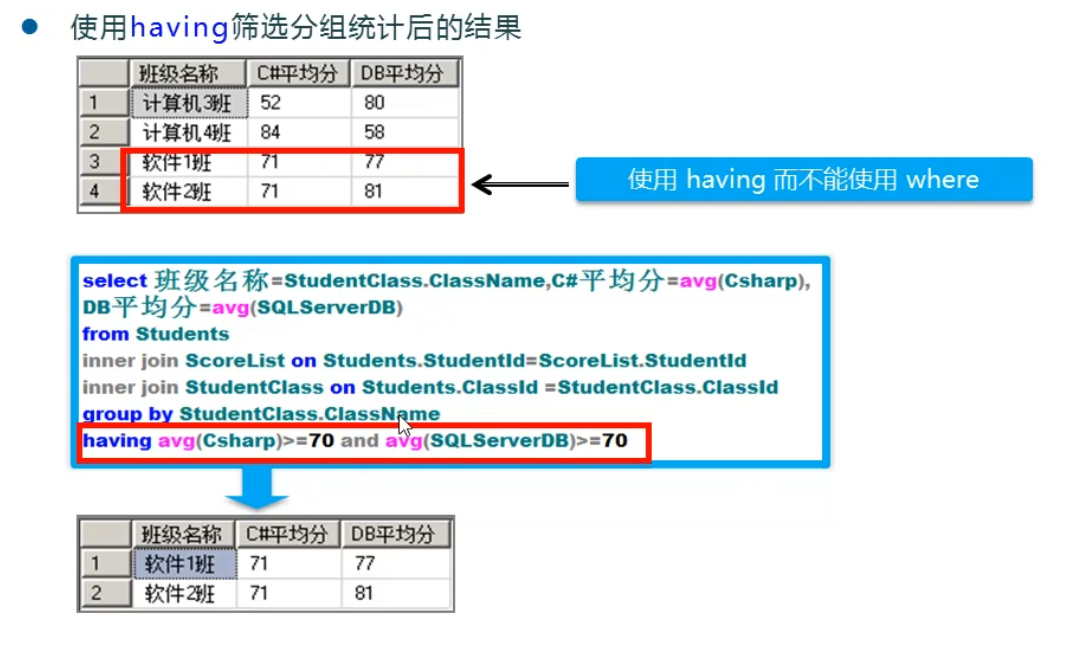 使用having筛选分组统计后的结果
班级名称 C#平均分 DB平均分
1 计算机3班 52 80
2 计算机4班 84 58
3 软件1班 71 77
4 软件2班 71 81
使用 having 而不能使用 where
select 班级名称=StudentClass.ClassName,C#平均分=avg(Csharp),
DB平均分=avg(SQLServerDB)
from Students
inner join ScoreList on Students.StudentId=ScoreList.StudentId
inner join StudentClass on Students.ClassId =StudentClass.ClassId
group by StudentClass.ClassName
having avg(Csharp)>=70 and avg(SQLServerDB)>=70
班级名称 C#平均分 DB平均分
1 软件1班 71 77
2 软件2班 71 81